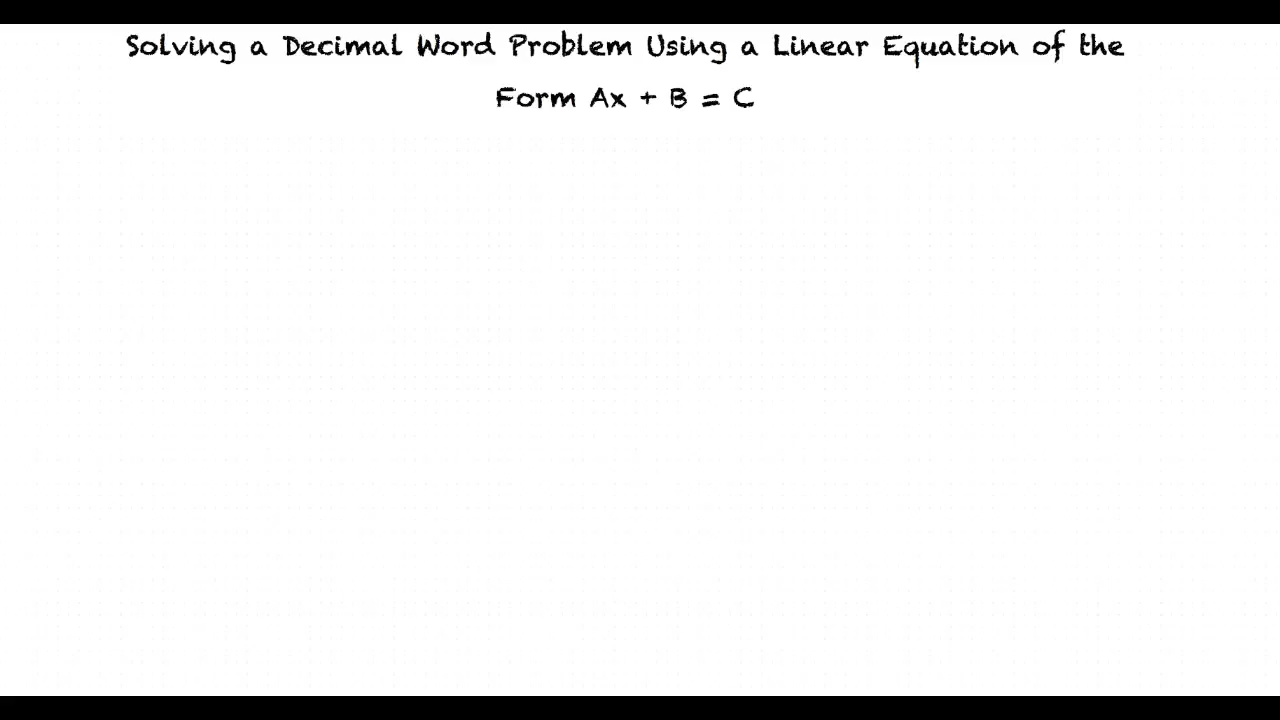 Solving a Decimal Word Problem Using a Linear Equation of the
Form Ax + B = C